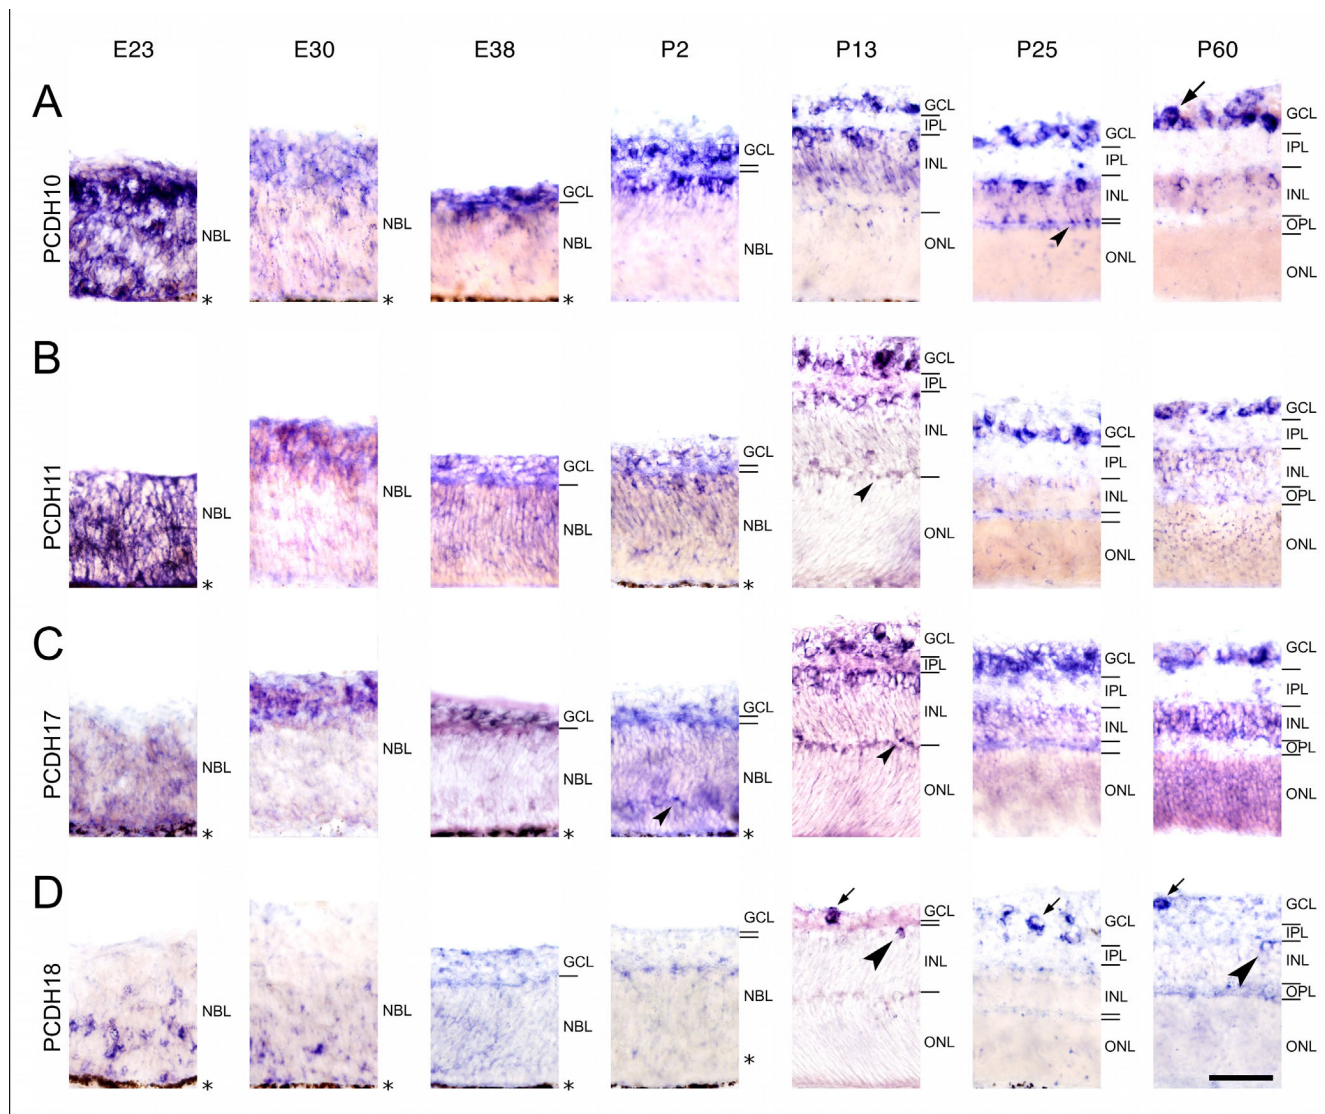 E23 E30 E38 P2 P13 P25 P60
A
PCDH10
NBL
*
NBL
*
GCL
NBL
*
GCL
NBL
GCL
IPL
INL
ONL
GCL
IPL
INL
ONL
GCL
IPL
INL
OPL
ONL
B
PCDH11
NBL
*
NBL
GCL
NBL
GCL
NBL
*
GCL
IPL
INL
ONL
GCL
IPL
INL
ONL
GCL
IPL
INL
OPL
ONL
C
PCDH17
NBL
*
NBL
GCL
NBL
*
GCL
NBL
*
GCL
IPL
INL
ONL
GCL
IPL
INL
ONL
GCL
IPL
INL
OPL
ONL
D
PCDH18
NBL
*
NBL
*
GCL
NBL
*
GCL
NBL
*
GCL
INL
ONL
GCL
IPL
INL
ONL
GCL
IPL
INL
OPL
ONL